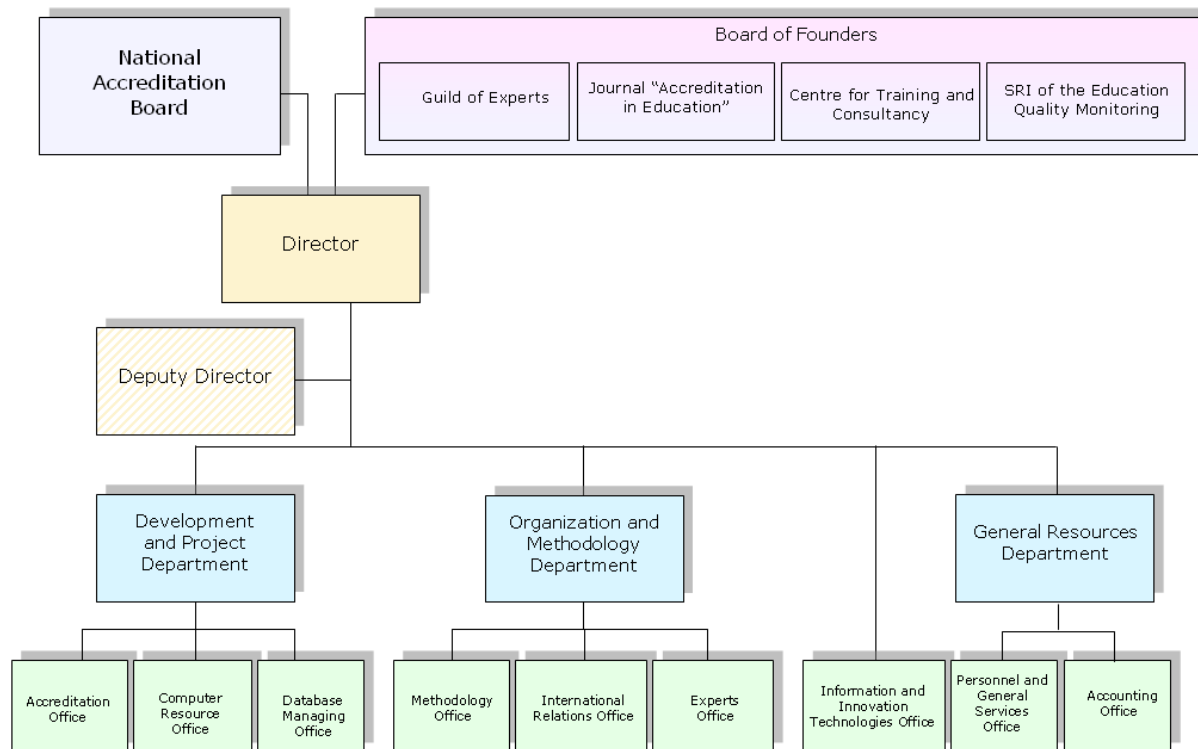 National
Accreditation
Board
Board of Founders
Guild of Experts
Journal “Accreditation
in Education”
Centre for Training and
Consultancy
SRI of the Education
Quality Monitoring
Director
Deputy Director
Development
and Project
Department
Organization and
Methodology
Department
General Resources
Department
Accreditation
Office
Computer
Resource
Office
Database
Managing
Office
Methodology
Office
International
Relations Office
Experts
Office
Information and
Innovation
Technologies Office
Personnel and
General
Services
Office
Accounting
Office